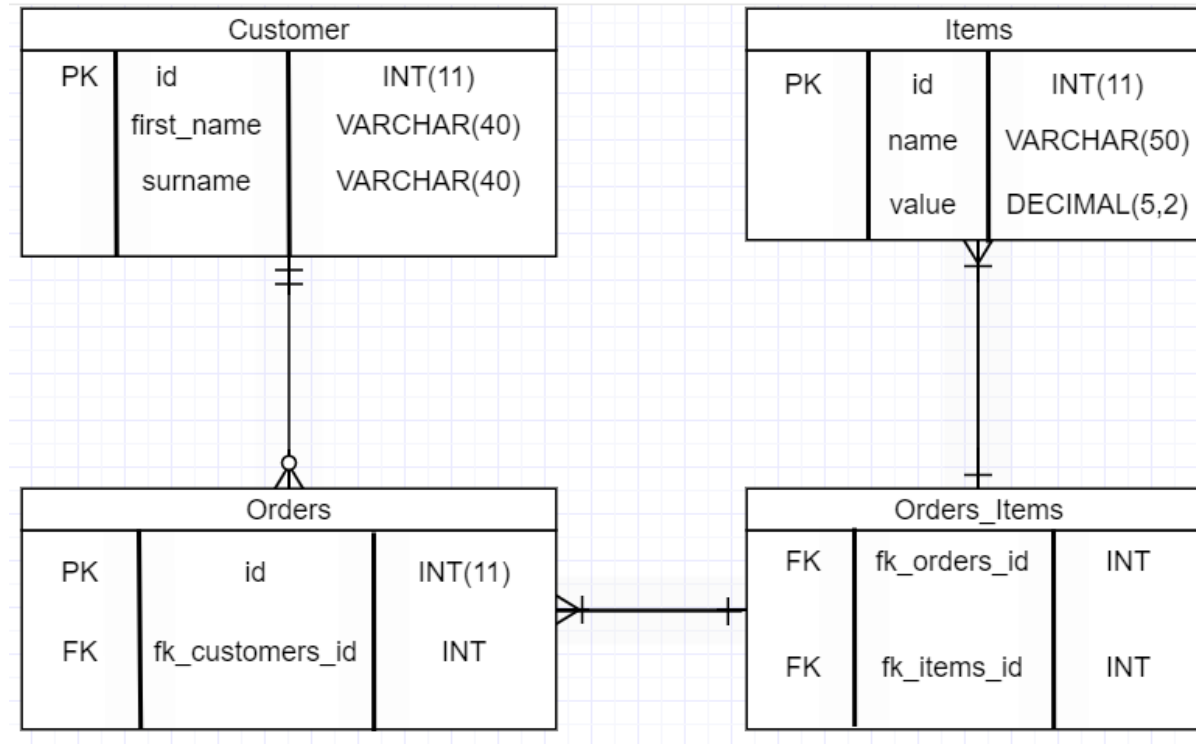 Customer
PK id INT(11)
first_name VARCHAR(40)
surname VARCHAR(40)
Items
PK id INT(11)
name VARCHAR(50)
value DECIMAL(5,2)
Orders
PK id INT(11)
FK fk_customers_id INT
Orders_Items
FK fk_orders_id INT
FK fk_items_id INT